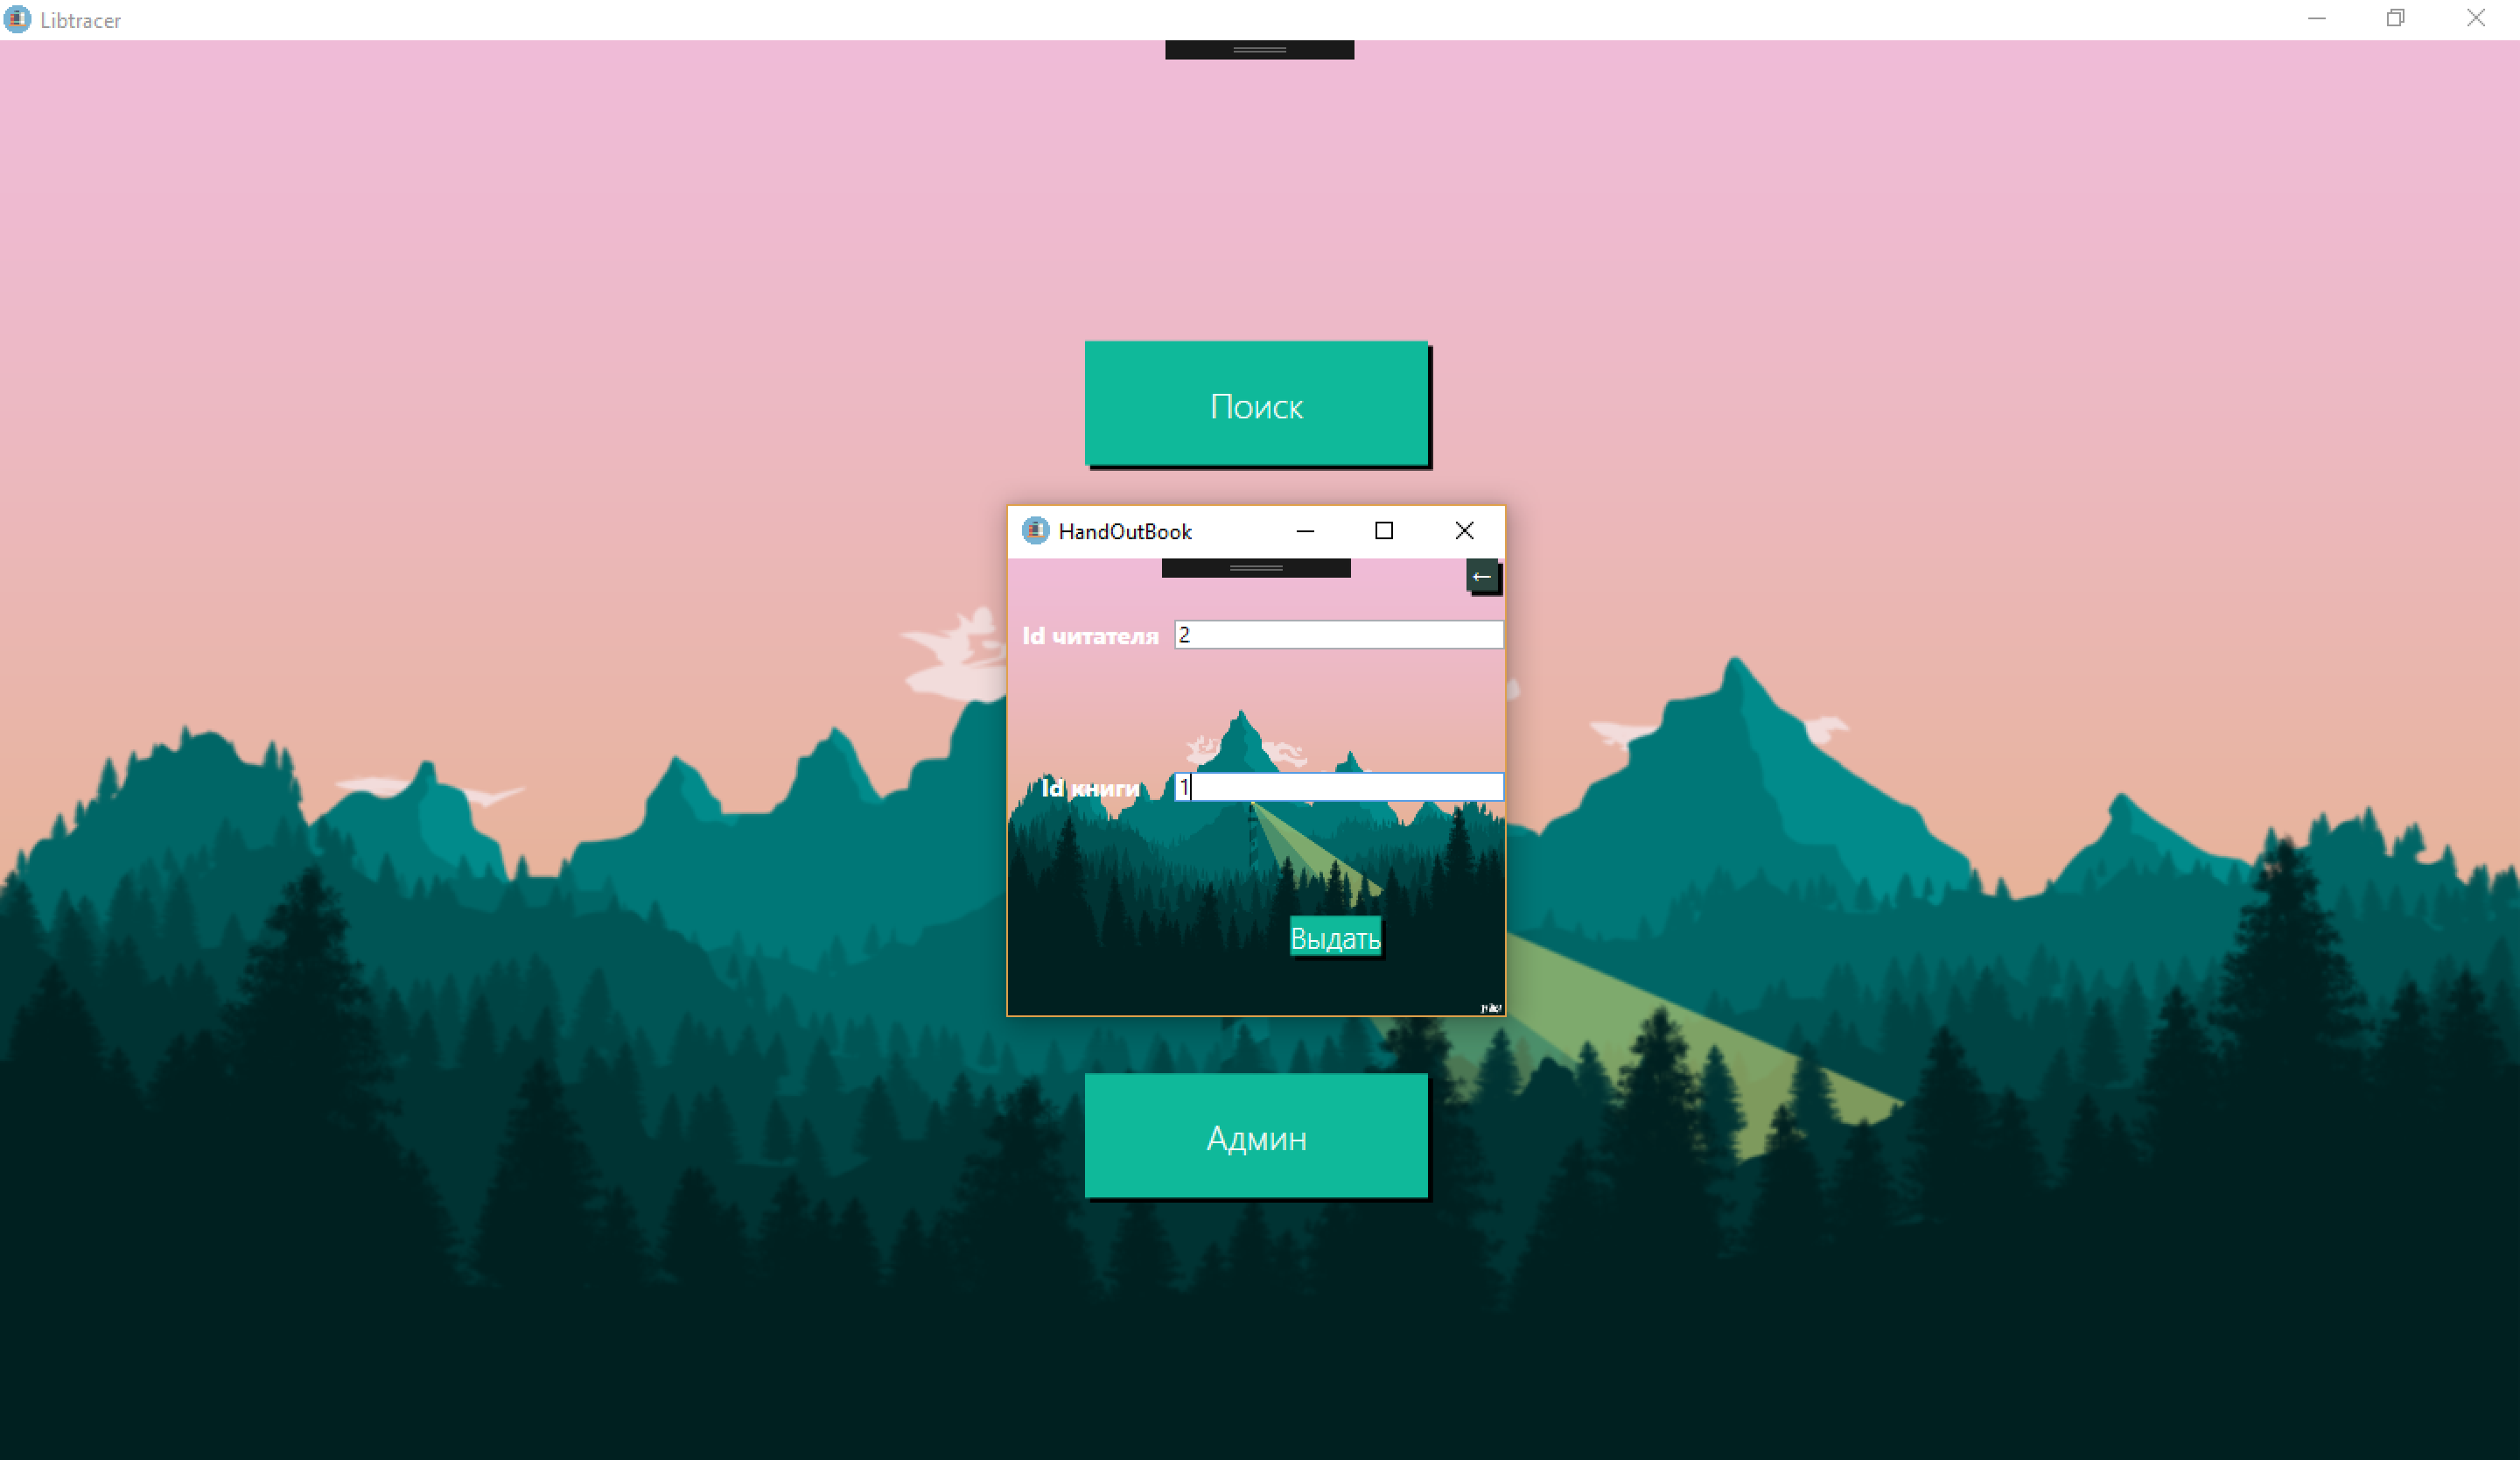 Libtracer
Поиск
HandOutBook
←
Id читателя 2
Id книги 1
Выдать
Админ